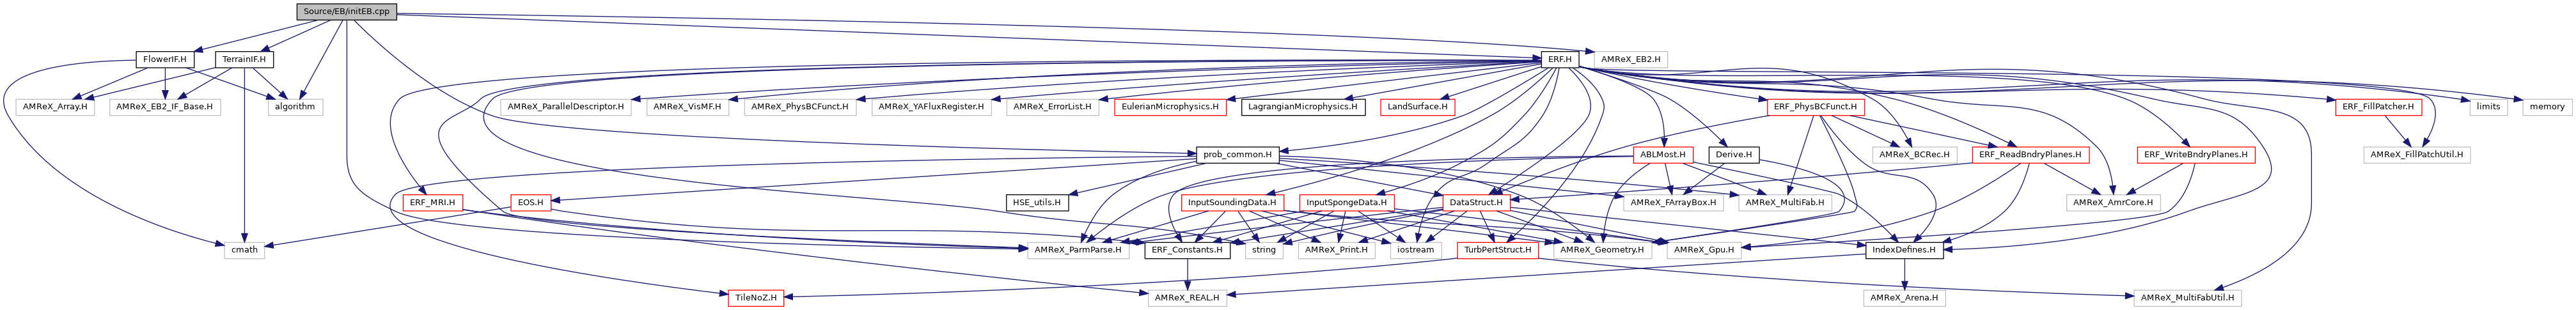 Source/EB/initEB.cpp
FlowerIF.H
TerrainIF.H
ERF.H
AMReX_EB2.H
AMReX_Array.H
AMReX_EB2_IF_Base.H
algorithm
AMReX_ParallelDescriptor.H
AMReX_VisMF.H
AMReX_PhysBCFunct.H
AMReX_YAFluxRegister.H
AMReX_ErrorList.H
EulerianMicrophysics.H
LagrangianMicrophysics.H
LandSurface.H
ERF_PhysBCFunct.H
ERF_FillPatcher.H
limits
memory
prob_common.H
ABLMost.H
Derive.H
AMReX_BCRec.H
ERF_ReadBndryPlanes.H
ERF_WriteBndryPlanes.H
AMReX_FillPatchUtil.H
ERF_MRI.H
EOS.H
HSE_utils.H
InputSoundingData.H
InputSpongeData.H
DataStruct.H
AMReX_FArrayBox.H
AMReX_MultiFab.H
AMReX_AmrCore.H
cmath
AMReX_ParmParse.H
ERF_Constants.H
string
AMReX_Print.H
iostream
TurbPertStruct.H
AMReX_Geometry.H
AMReX_Gpu.H
IndexDefines.H
TileNoZ.H
AMReX_REAL.H
AMReX_Arena.H
AMReX_MultiFabUtil.H